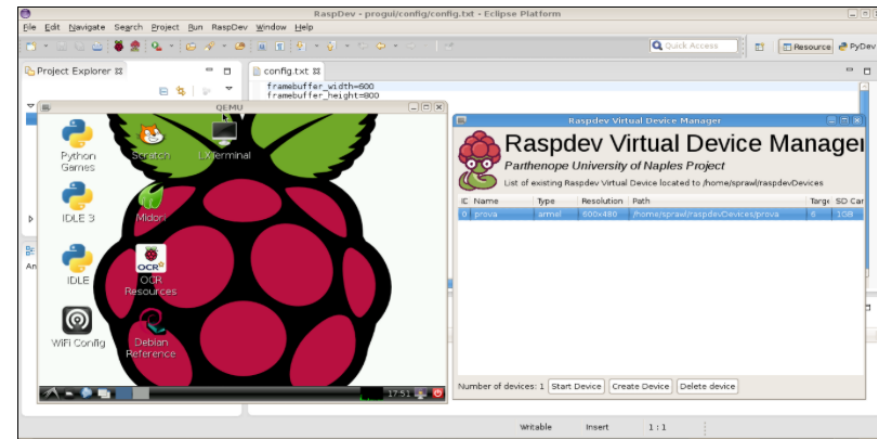 RaspDev - progui/config/config.txt - Eclipse Platform
File Edit Navigate Search Project Run RaspDev Window Help
Quick Access
Resource
PyDev
Project Explorer
config.txt
framebuffer_width=600
framebuffer_height=800
QEMU
Python
Games
Scratch
LXTerminal
IDLE 3
Midori
IDLE
OCR
OCR
Resources
WiFi Config
Debian
Reference
17:51
An
Raspdev Virtual Device Manager
Raspdev Virtual Device Manager
Parthenope University of Naples Project
List of existing Raspdev Virtual Device located to /home/sprawl/raspdevDevices
Name Type Resolution Path Targe SD Car
0 prova armel 600x480 /home/sprawl/raspdevDevices/prova 6 1GB
Number of devices: 1 Start Device Create Device Delete device
Writable Insert 1 : 1